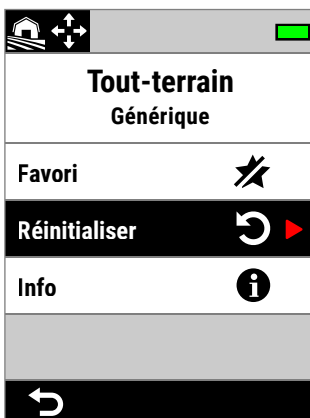 Tout-terrain
Générique
Favori
Réinitialiser
Info